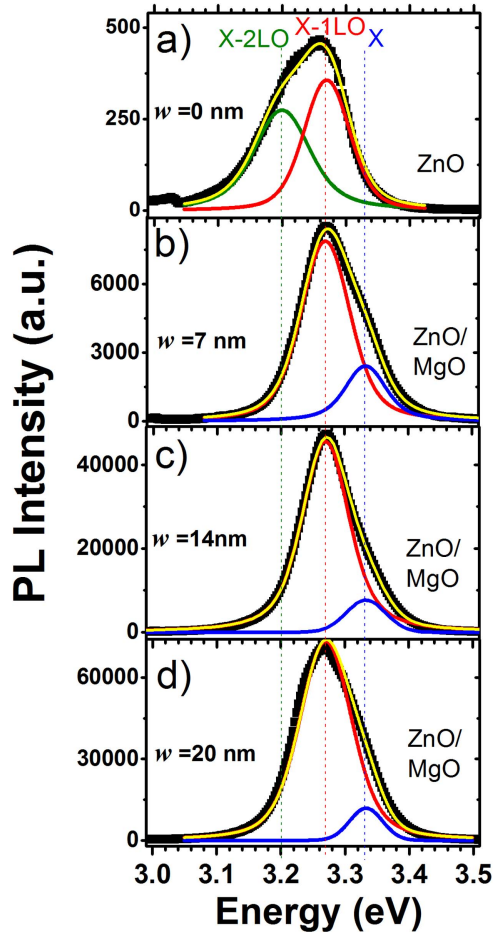 a)
X-2LO
X-1LO
X
500
250
0
w =0 nm
ZnO
b)
6000
3000
0
w =7 nm
ZnO/
MgO
c)
40000
20000
0
w =14nm
ZnO/
MgO
d)
60000
30000
0
w =20 nm
ZnO/
MgO
PL Intensity (a.u.)
3.0 3.1 3.2 3.3 3.4 3.5
Energy (eV)